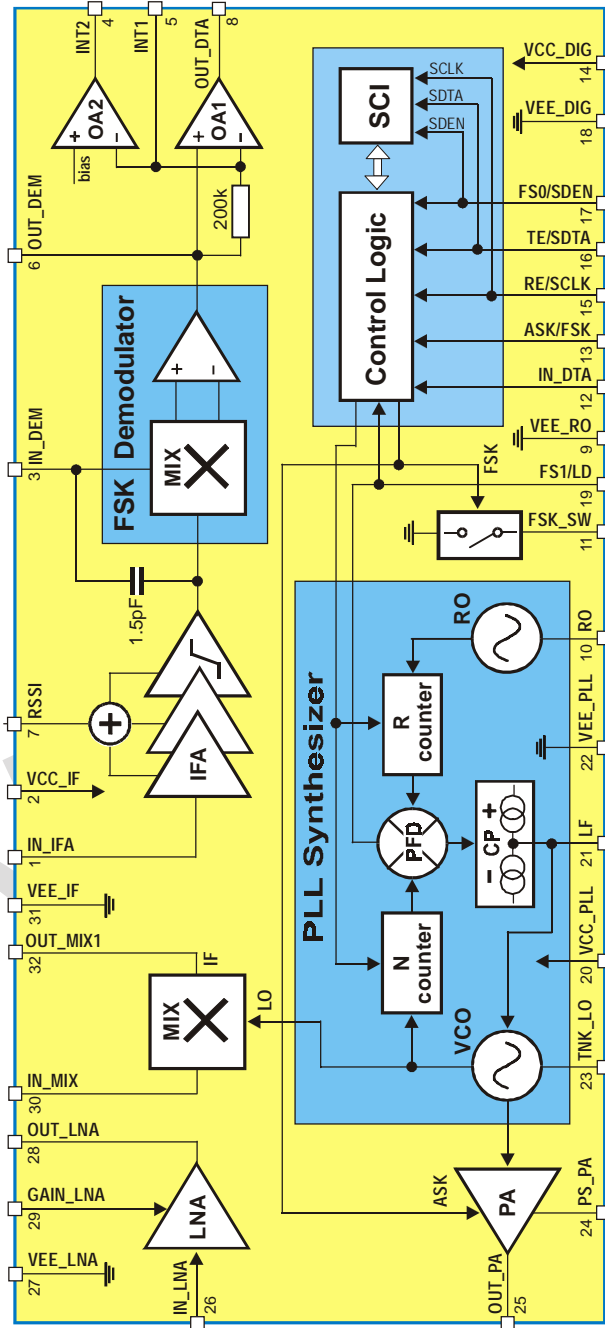 VEE_LNA
27
GAIN_LNA
29
OUT_LNA
28
IN_MIX
30
OUT_MIX1
32
VEE_IF
31
IN_IFA
1
VCC_IF
2
RSSI
7
IN_DEM
3
OUT_DEM
6
INT2
4
INT1
5
OUT_DTA
8
IN_LNA
26
LNA
MIX
IF
LO
IFA
+
1.5pF
FSK Demodulator
MIX
+
−
200k
bias
+
−
OA2
+
−
OA1
PLL Synthesizer
VCO
N
counter
PFD
R
counter
RO
− CP +
ASK
PA
FSK
Control Logic
SCI
SDEN
SDTA
SCLK
OUT_PA
25
PS_PA
24
TNK_LO
23
VCC_PLL
20
LF
21
VEE_PLL
22
RO
10
FSK_SW
11
FS1/LD
19
VEE_RO
9
IN_DTA
12
ASK/FSK
13
RE/SCLK
15
TE/SDTA
16
FS0/SDEN
17
VEE_DIG
18
VCC_DIG
14